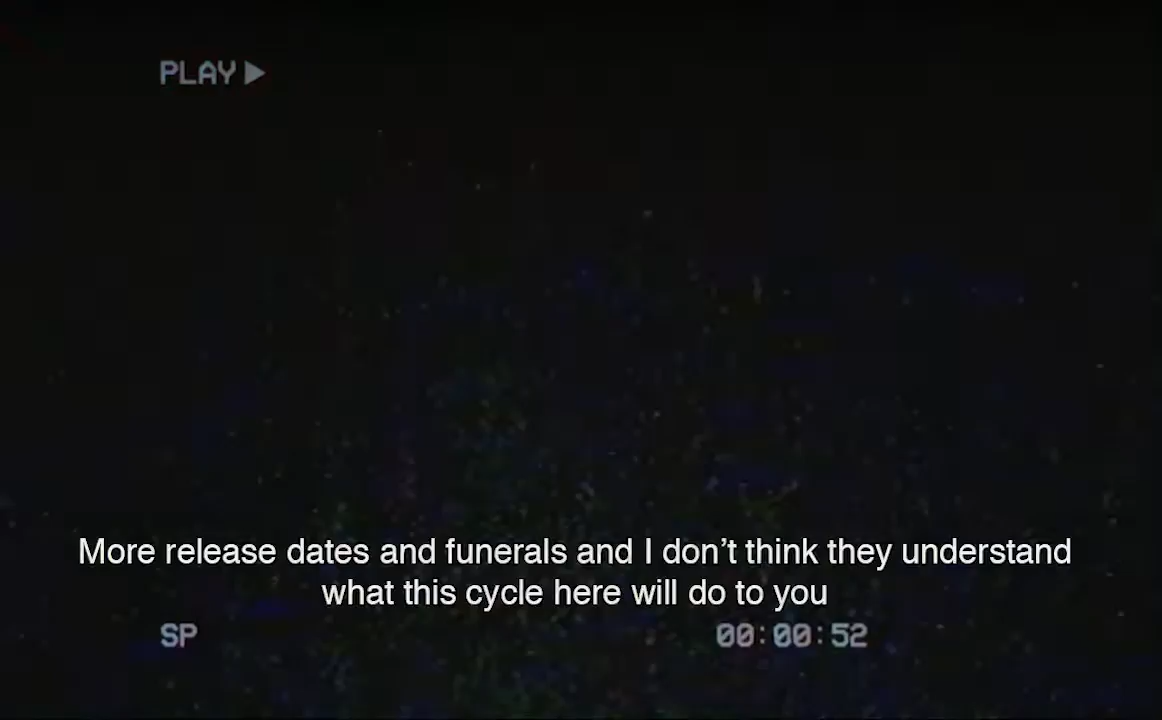 PLAY▶
More release dates and funerals and I don’t think they understand
what this cycle here will do to you
SP
00:00:52